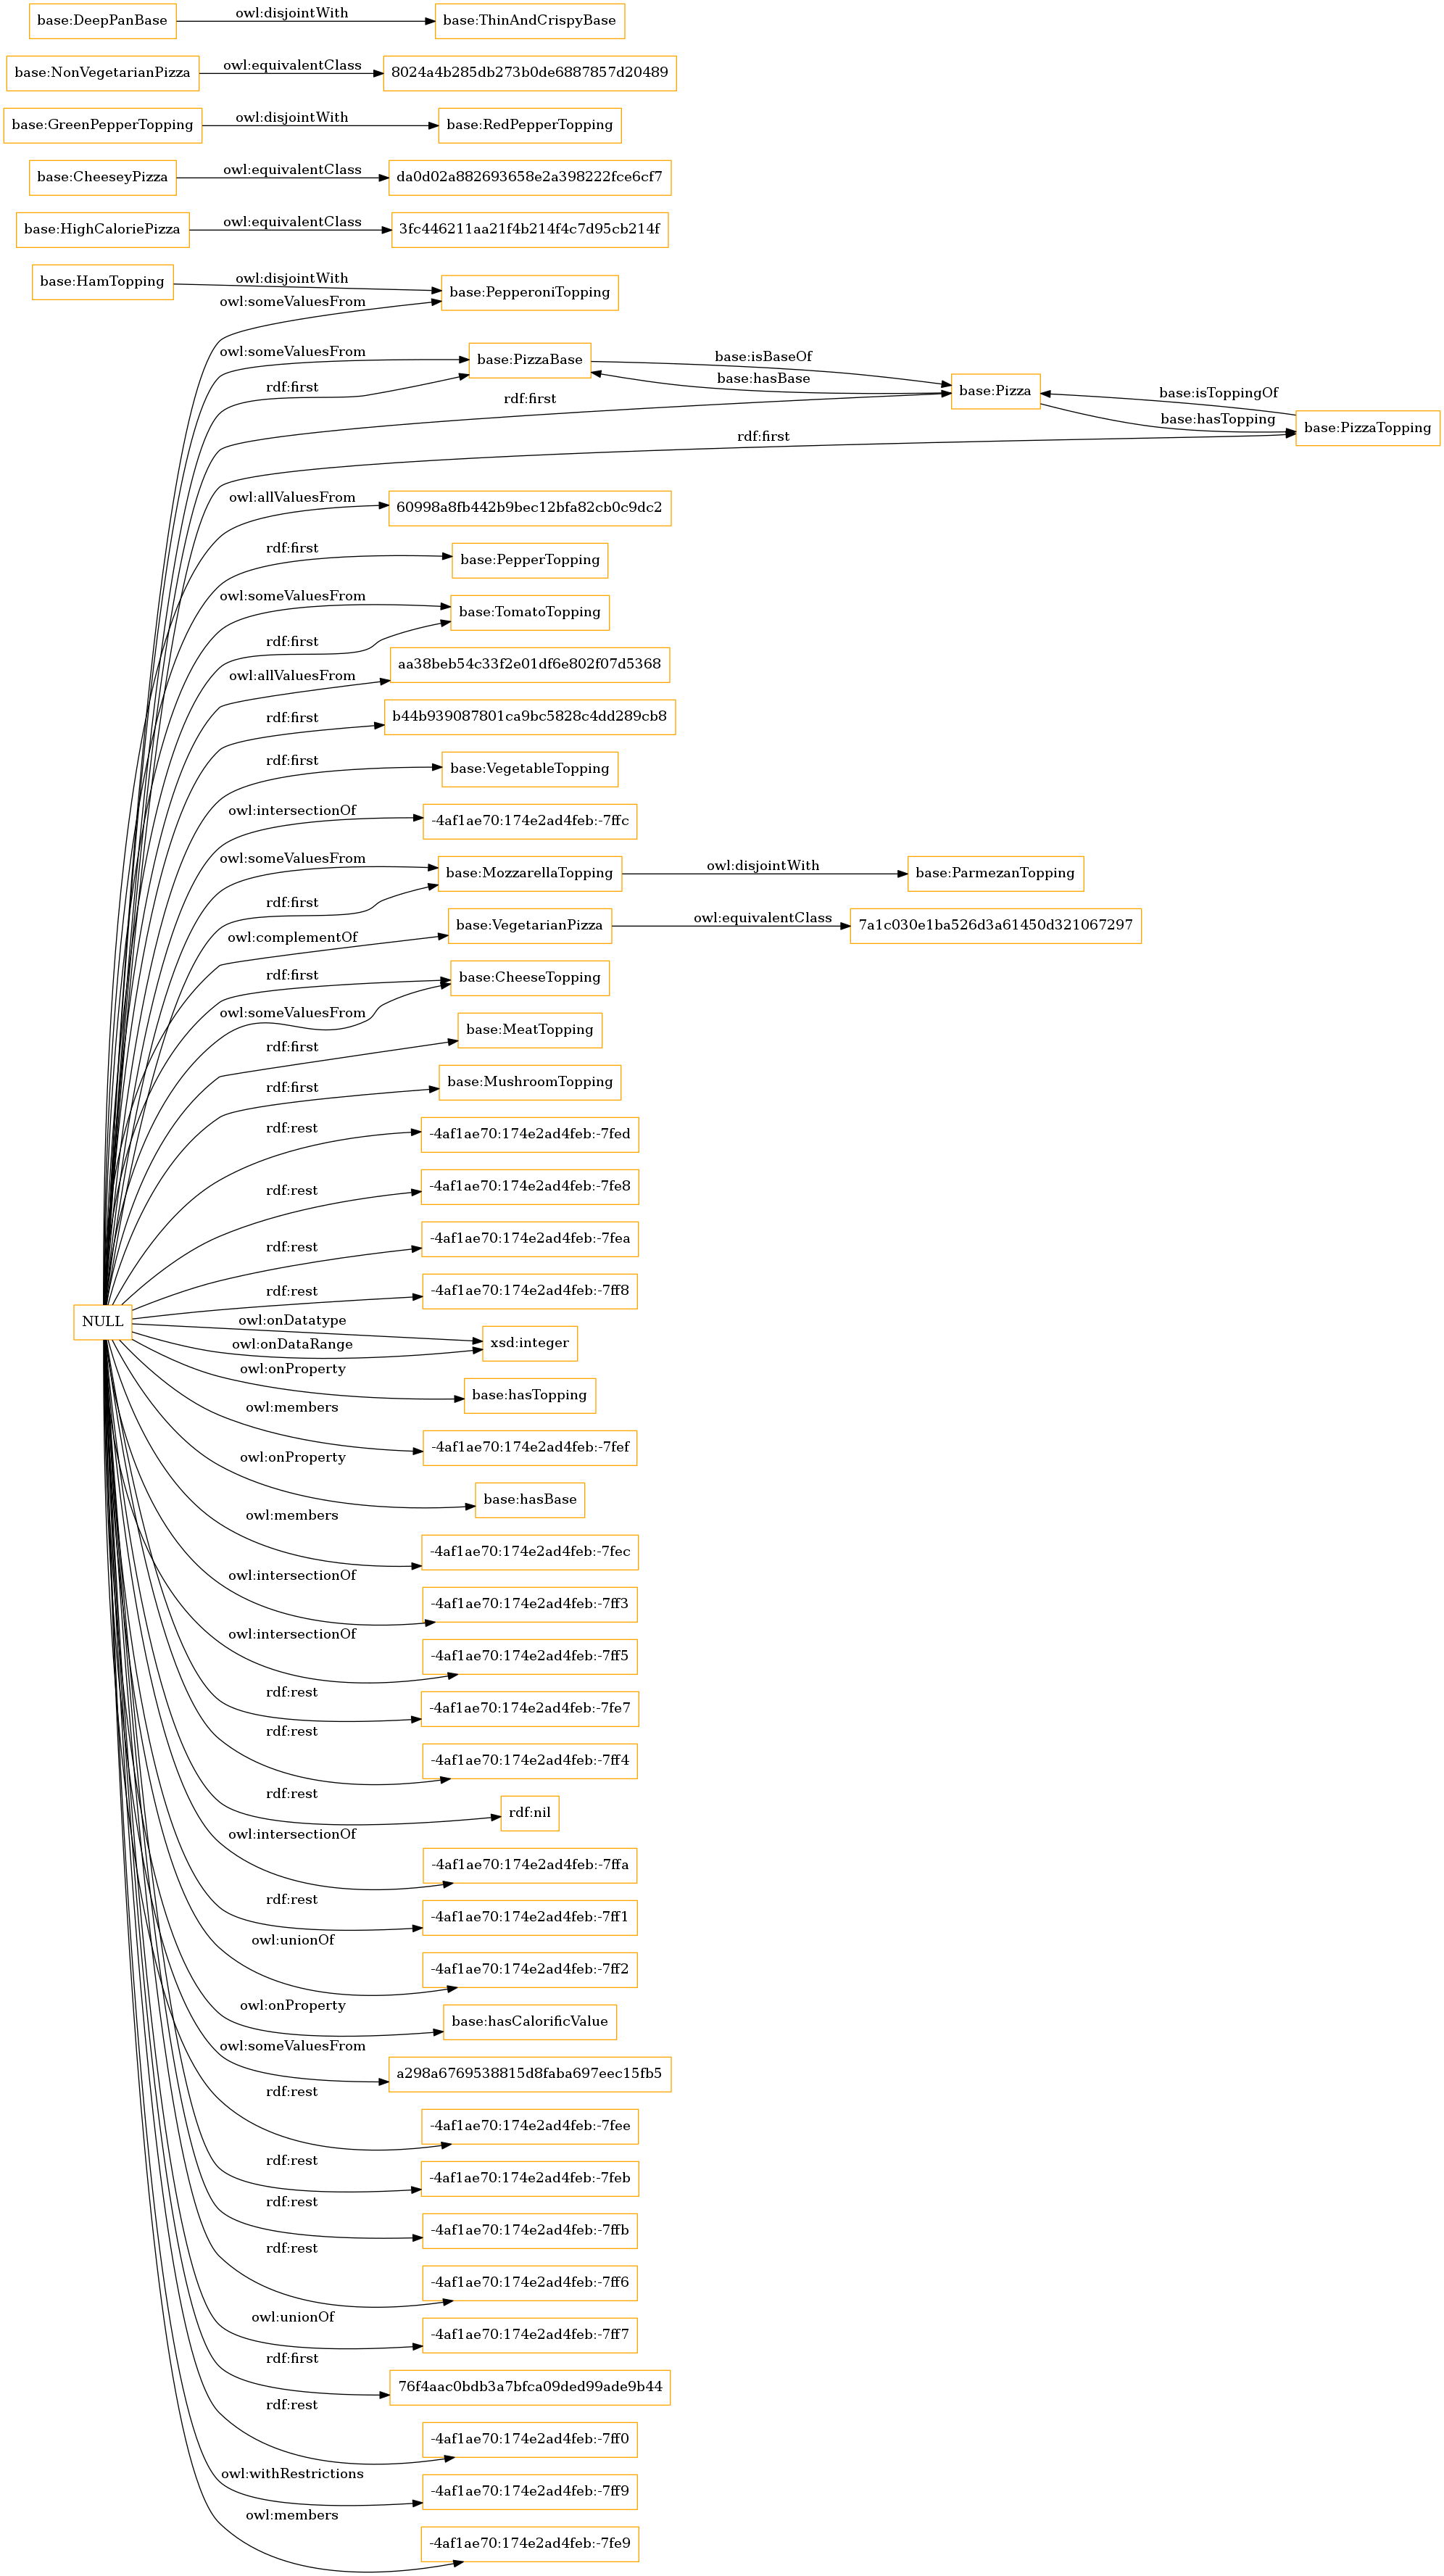 base:DeepPanBase owl:disjointWith base:ThinAndCrispyBase
base:NonVegetarianPizza owl:equivalentClass 8024a4b285db273b0de6887857d20489
base:GreenPepperTopping owl:disjointWith base:RedPepperTopping
base:CheeseyPizza owl:equivalentClass da0d02a882693658e2a398222fce6cf7
base:HighCaloriePizza owl:equivalentClass 3fc446211aa21f4b214f4c7d95cb214f
base:HamTopping owl:disjointWith base:PepperoniTopping
owl:someValuesFrom
owl:someValuesFrom base:PizzaBase base:isBaseOf
rdf:first base:hasBase base:Pizza base:isToppingOf
rdf:first base:hasTopping base:PizzaTopping
rdf:first
owl:allValuesFrom 60998a8fb442b9bec12bfa82cb0c9dc2
rdf:first base:PepperTopping
owl:someValuesFrom base:TomatoTopping
rdf:first
owl:allValuesFrom aa38beb54c33f2e01df6e802f07d5368
rdf:first b44b939087801ca9bc5828c4dd289cb8
rdf:first base:VegetableTopping
owl:intersectionOf -4af1ae70:174e2ad4feb:-7ffc
owl:someValuesFrom base:MozzarellaTopping owl:disjointWith base:ParmezanTopping
rdf:first
owl:complementOf base:VegetarianPizza owl:equivalentClass 7a1c030e1ba526d3a61450d321067297
rdf:first base:CheeseTopping
owl:someValuesFrom
rdf:first base:MeatTopping
rdf:first base:MushroomTopping
rdf:rest -4af1ae70:174e2ad4feb:-7fed
rdf:rest -4af1ae70:174e2ad4feb:-7fe8
rdf:rest -4af1ae70:174e2ad4feb:-7fea
rdf:rest -4af1ae70:174e2ad4feb:-7ff8
NULL owl:onDatatype xsd:integer
owl:onDataRange
owl:onProperty base:hasTopping
owl:members -4af1ae70:174e2ad4feb:-7fef
owl:onProperty base:hasBase
owl:members -4af1ae70:174e2ad4feb:-7fec
owl:intersectionOf -4af1ae70:174e2ad4feb:-7ff3
owl:intersectionOf -4af1ae70:174e2ad4feb:-7ff5
rdf:rest -4af1ae70:174e2ad4feb:-7fe7
rdf:rest -4af1ae70:174e2ad4feb:-7ff4
rdf:rest rdf:nil
owl:intersectionOf -4af1ae70:174e2ad4feb:-7ffa
rdf:rest -4af1ae70:174e2ad4feb:-7ff1
owl:unionOf -4af1ae70:174e2ad4feb:-7ff2
owl:onProperty base:hasCalorificValue
owl:someValuesFrom a298a6769538815d8faba697eec15fb5
rdf:rest -4af1ae70:174e2ad4feb:-7fee
rdf:rest -4af1ae70:174e2ad4feb:-7feb
rdf:rest -4af1ae70:174e2ad4feb:-7ffb
rdf:rest -4af1ae70:174e2ad4feb:-7ff6
owl:unionOf -4af1ae70:174e2ad4feb:-7ff7
rdf:first 76f4aac0bdb3a7bfca09ded99ade9b44
rdf:rest -4af1ae70:174e2ad4feb:-7ff0
owl:withRestrictions -4af1ae70:174e2ad4feb:-7ff9
owl:members -4af1ae70:174e2ad4feb:-7fe9